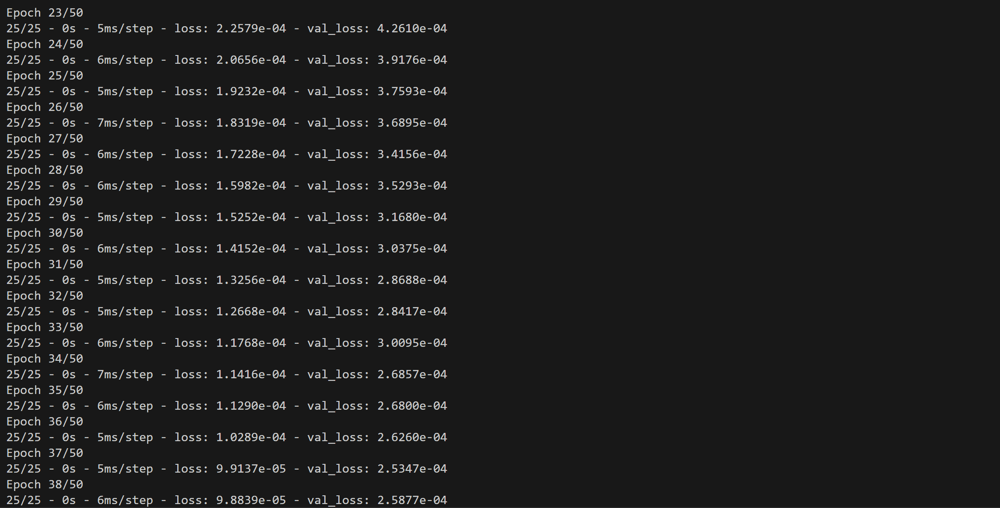 Epoch 23/50
25/25 - 0s - 5ms/step - loss: 2.2579e-04 - val_loss: 4.2610e-04
Epoch 24/50
25/25 - 0s - 6ms/step - loss: 2.0656e-04 - val_loss: 3.9176e-04
Epoch 25/50
25/25 - 0s - 5ms/step - loss: 1.9232e-04 - val_loss: 3.7593e-04
Epoch 26/50
25/25 - 0s - 7ms/step - loss: 1.8319e-04 - val_loss: 3.6895e-04
Epoch 27/50
25/25 - 0s - 6ms/step - loss: 1.7228e-04 - val_loss: 3.4156e-04
Epoch 28/50
25/25 - 0s - 6ms/step - loss: 1.5982e-04 - val_loss: 3.5293e-04
Epoch 29/50
25/25 - 0s - 5ms/step - loss: 1.5252e-04 - val_loss: 3.1680e-04
Epoch 30/50
25/25 - 0s - 6ms/step - loss: 1.4152e-04 - val_loss: 3.0375e-04
Epoch 31/50
25/25 - 0s - 5ms/step - loss: 1.3256e-04 - val_loss: 2.8688e-04
Epoch 32/50
25/25 - 0s - 5ms/step - loss: 1.2668e-04 - val_loss: 2.8417e-04
Epoch 33/50
25/25 - 0s - 6ms/step - loss: 1.1768e-04 - val_loss: 3.0095e-04
Epoch 34/50
25/25 - 0s - 7ms/step - loss: 1.1416e-04 - val_loss: 2.6857e-04
Epoch 35/50
25/25 - 0s - 6ms/step - loss: 1.1290e-04 - val_loss: 2.6800e-04
Epoch 36/50
25/25 - 0s - 5ms/step - loss: 1.0289e-04 - val_loss: 2.6260e-04
Epoch 37/50
25/25 - 0s - 5ms/step - loss: 9.9137e-05 - val_loss: 2.5347e-04
Epoch 38/50
25/25 - 0s - 6ms/step - loss: 9.8839e-05 - val_loss: 2.5877e-04